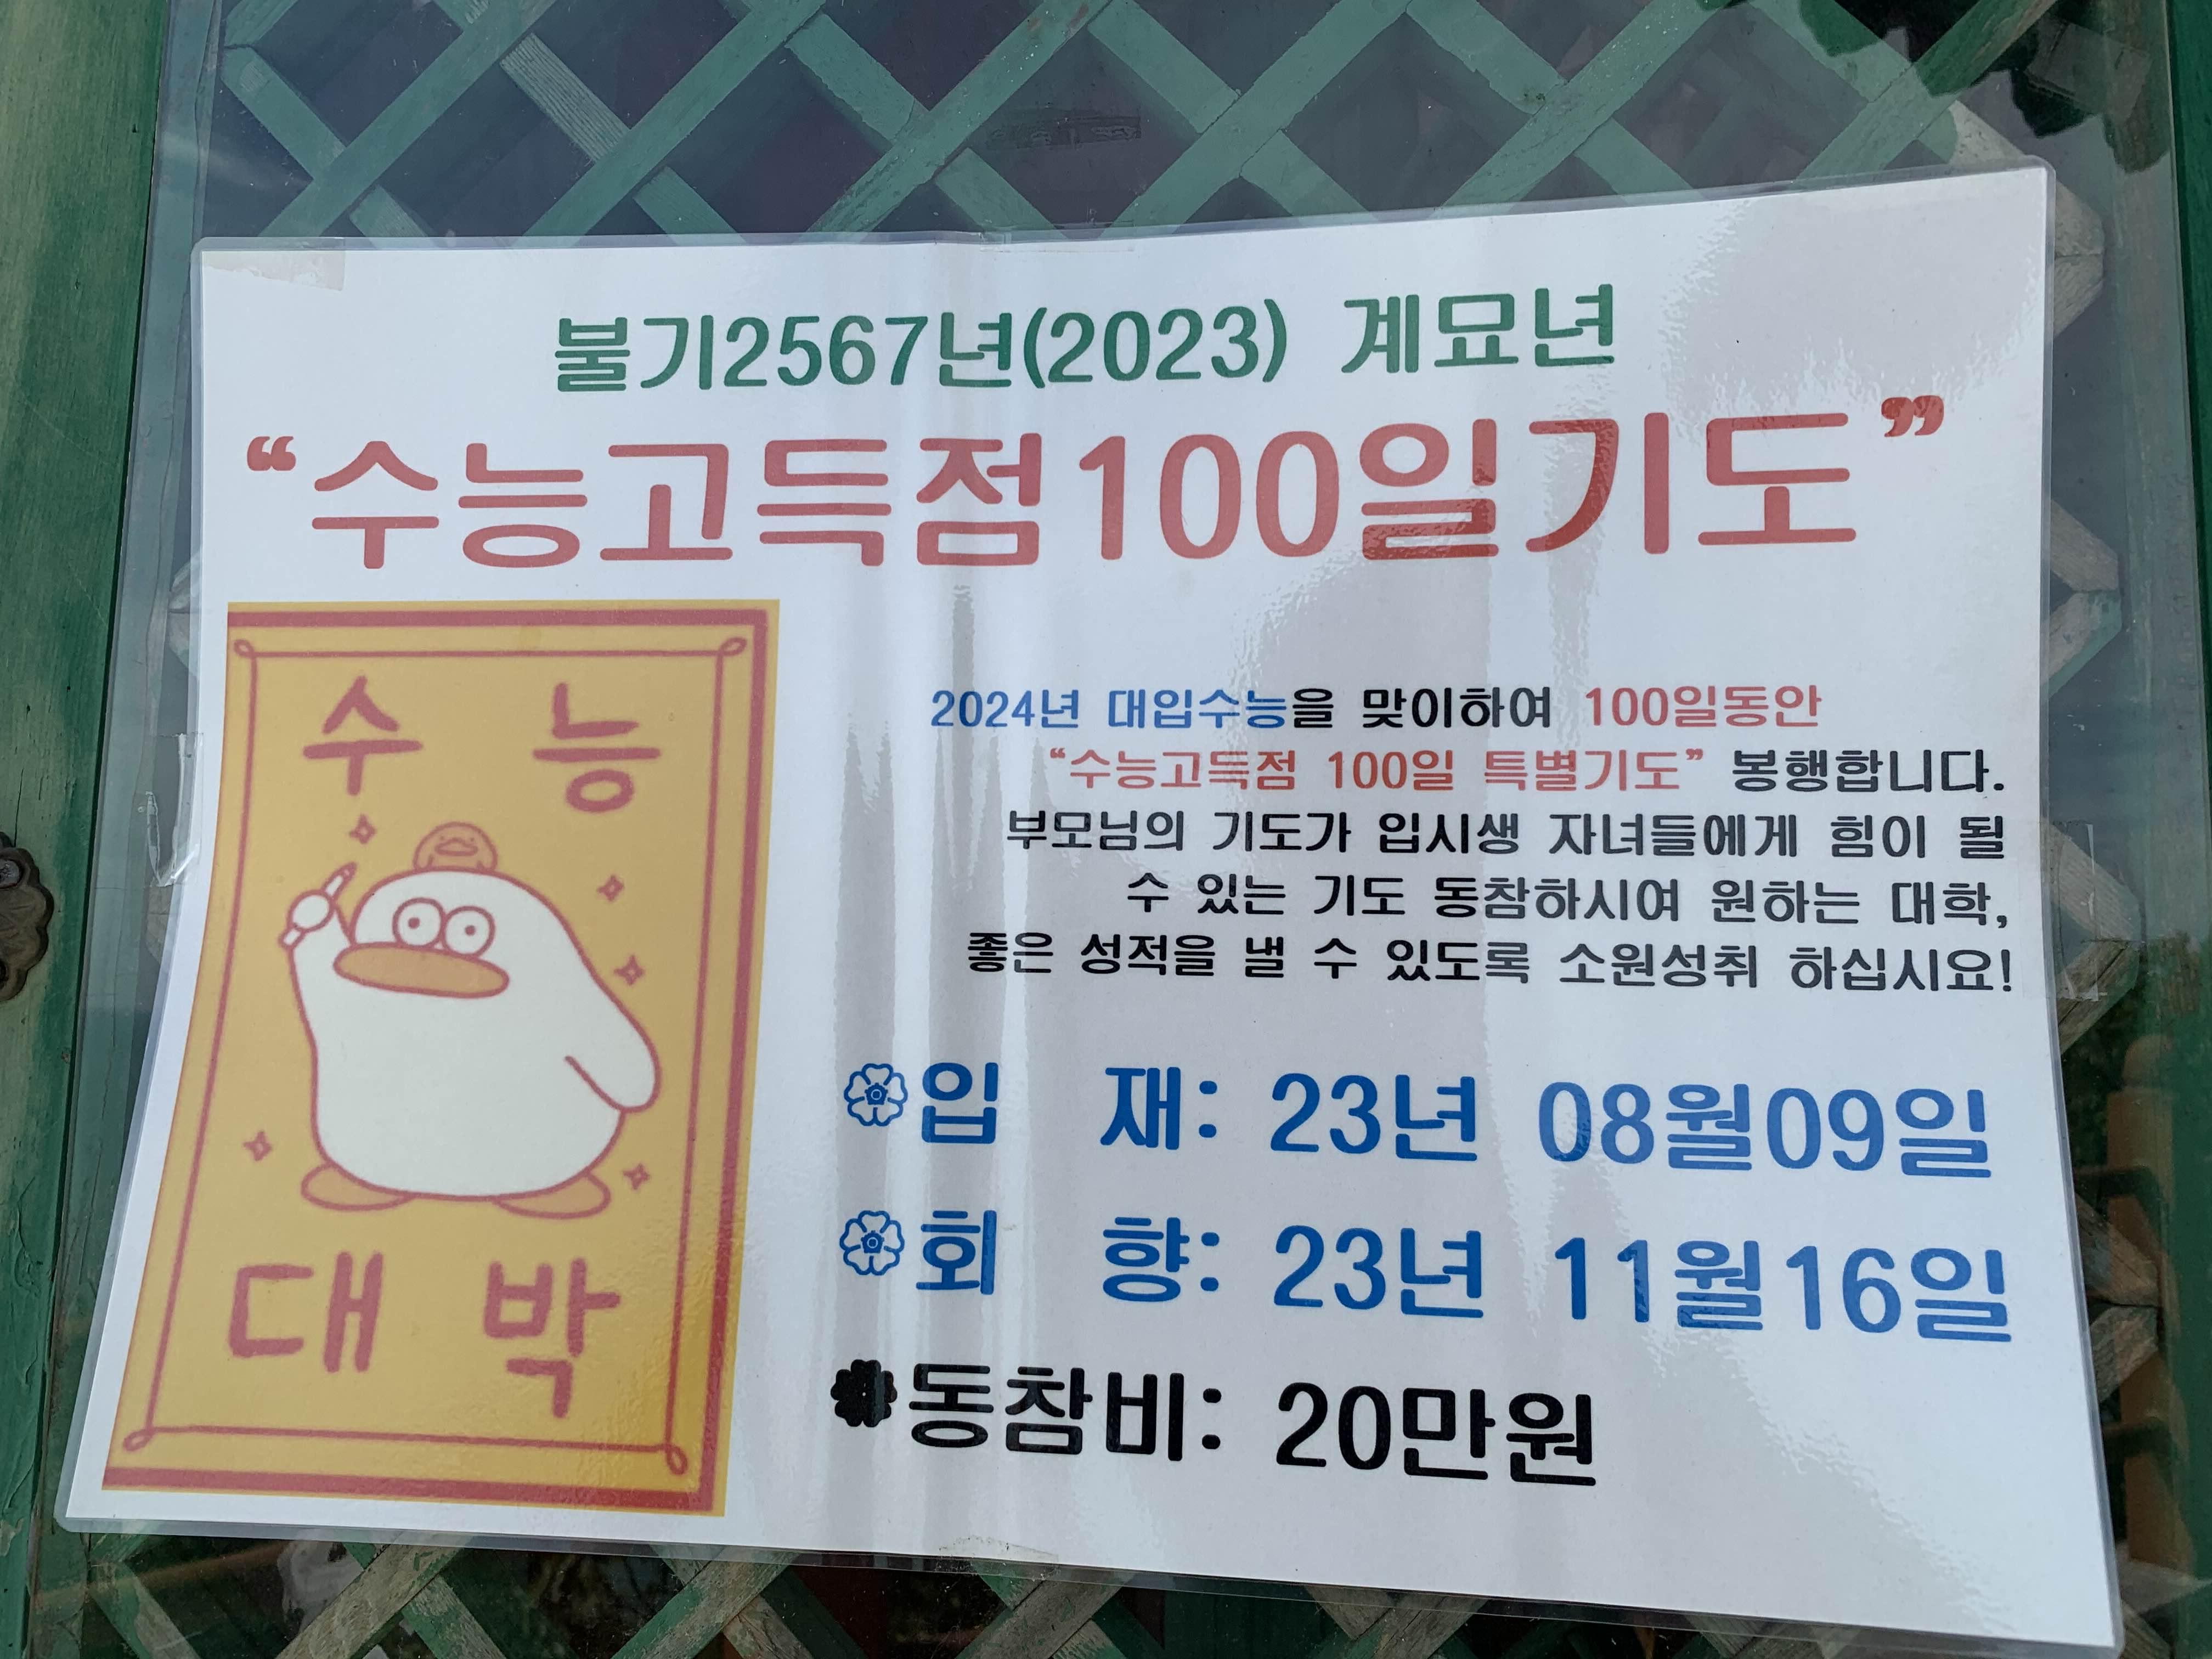 불기2567년(2023) 계묘년
“수능고득점100일기도”
수 능
대 박
2024년 대입수능을 맞이하여 100일동안
“수능고득점 100일 특별기도” 봉행합니다.
부모님의 기도가 입시생 자녀들에게 힘이 될
수 있는 기도 동참하시여 원하는 대학,
좋은 성적을 낼 수 있도록 소원성취 하십시요!
입 재: 23년 08월09일
회 향: 23년 11월16일
동참비: 20만원